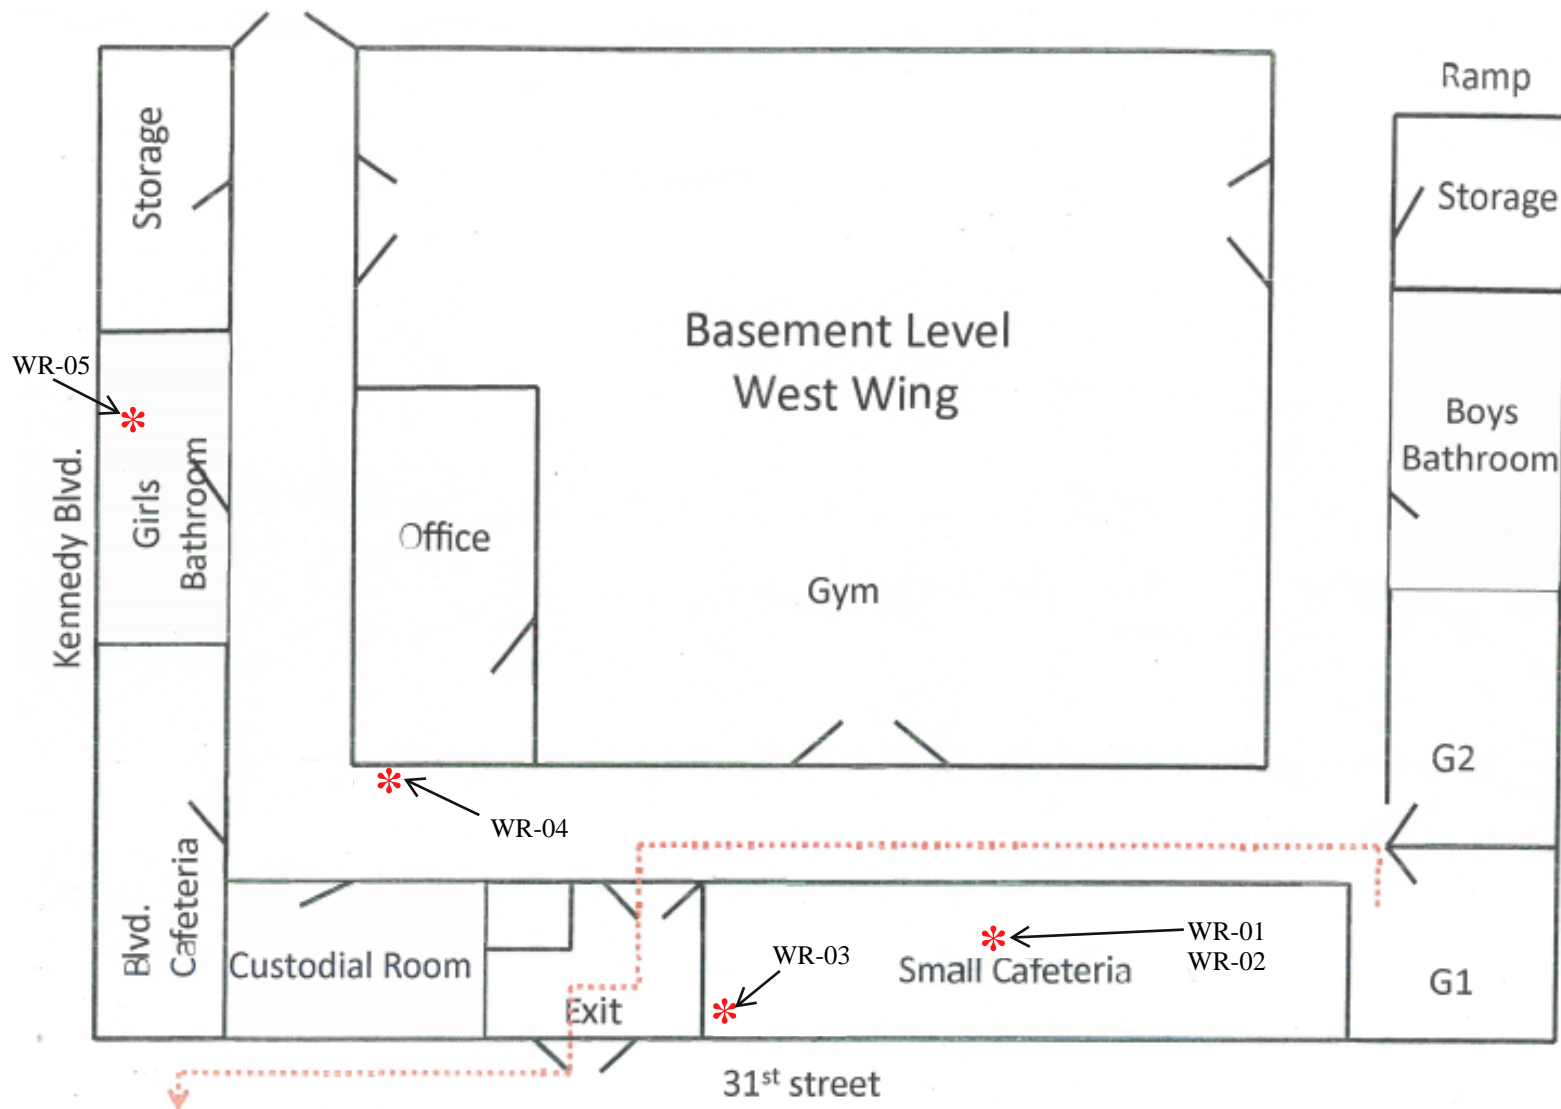 Ramp
Storage
Storage
Basement Level
West Wing
WR-05
Boys
Bathroom
Kennedy Blvd.
Girls
Bathroom
Office
Gym
G2
WR-04
Blvd.
Cafeteria
Custodial Room
Exit
WR-03
Small Cafeteria
WR-01
WR-02
G1
31st street